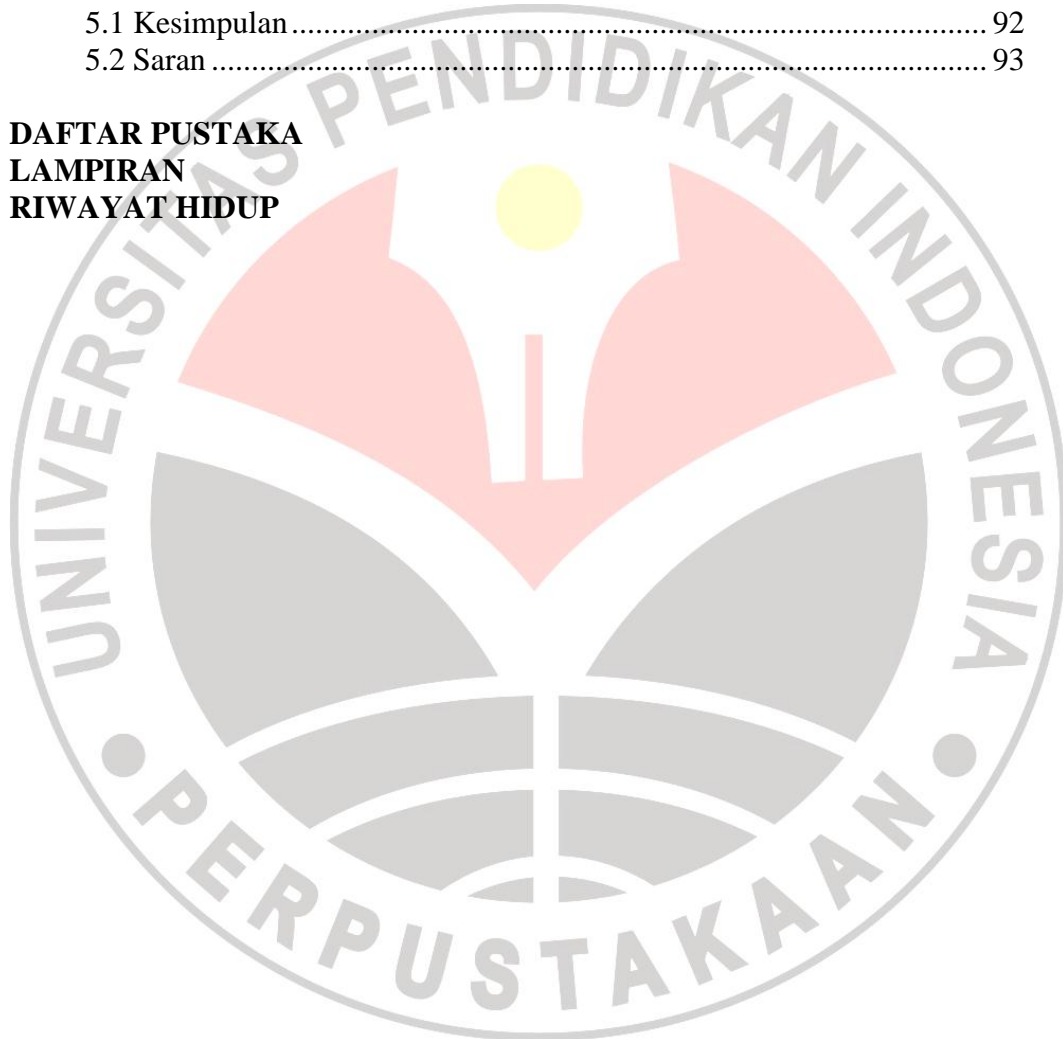 5.1 Kesimpulan.......................................................................... 92
5.2 Saran ................................................................................... 93
DAFTAR PUSTAKA
LAMPIRAN
RIWAYAT HIDUP
UNIVERSITAS PENDIDIKAN INDONESIA
PERPUSTAKAAN